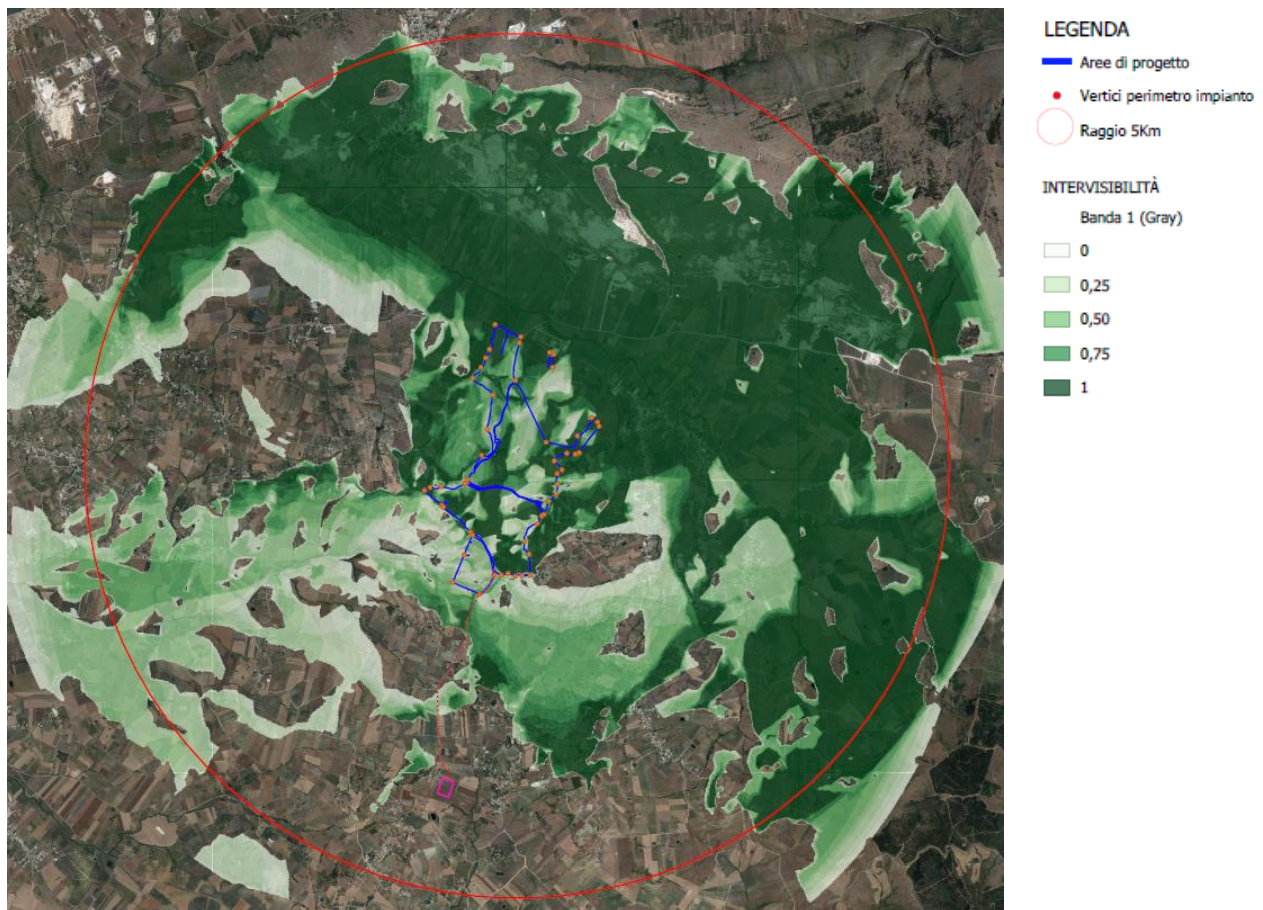 LEGENDA
Aree di progetto
Vertici perimetro impianto
Raggio 5Km
INTERVISIBILITÀ
Banda 1 (Gray)
0
0,25
0,50
0,75
1